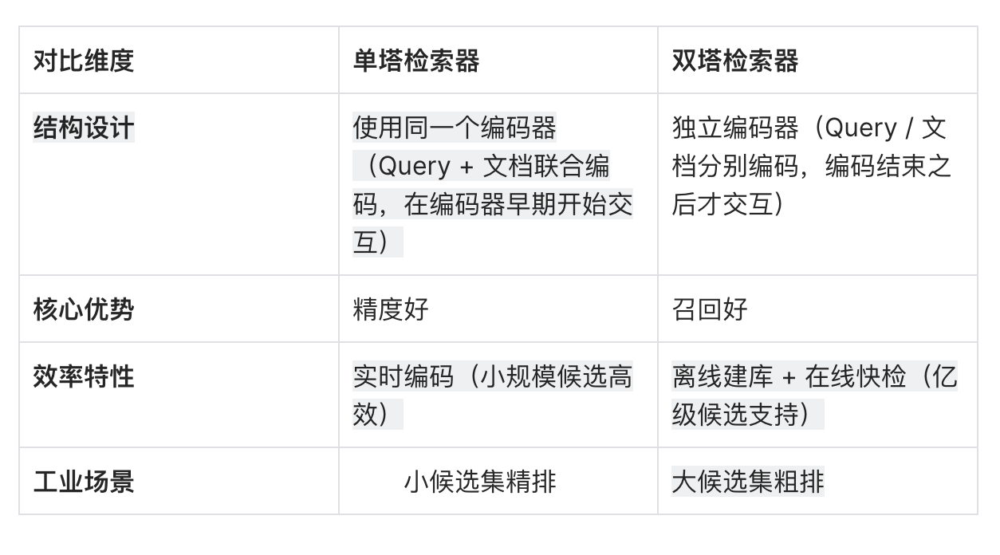 对比维度
单塔检索器
双塔检索器
结构设计
使用同一个编码器
（Query + 文档联合编
码，在编码器早期开始交
互）
独立编码器（Query / 文
档分别编码，编码结束之
后才交互）
核心优势
精度好
召回好
效率特性
实时编码（小规模候选高
效）
离线建库 + 在线快检（亿
级候选支持）
工业场景
小候选集精排
大候选集粗排